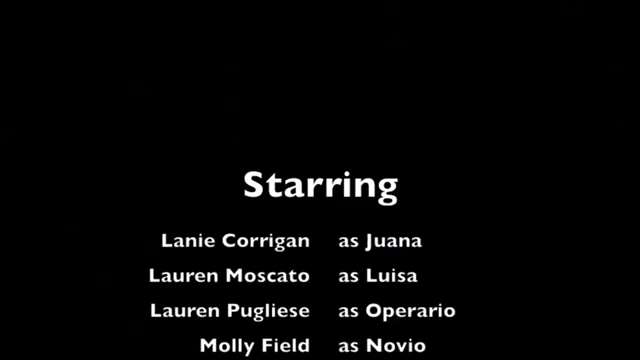 Starring
Lanie Corrigan as Juana
Lauren Moscato as Luisa
Lauren Pugliese as Operario
Molly Field as Novio